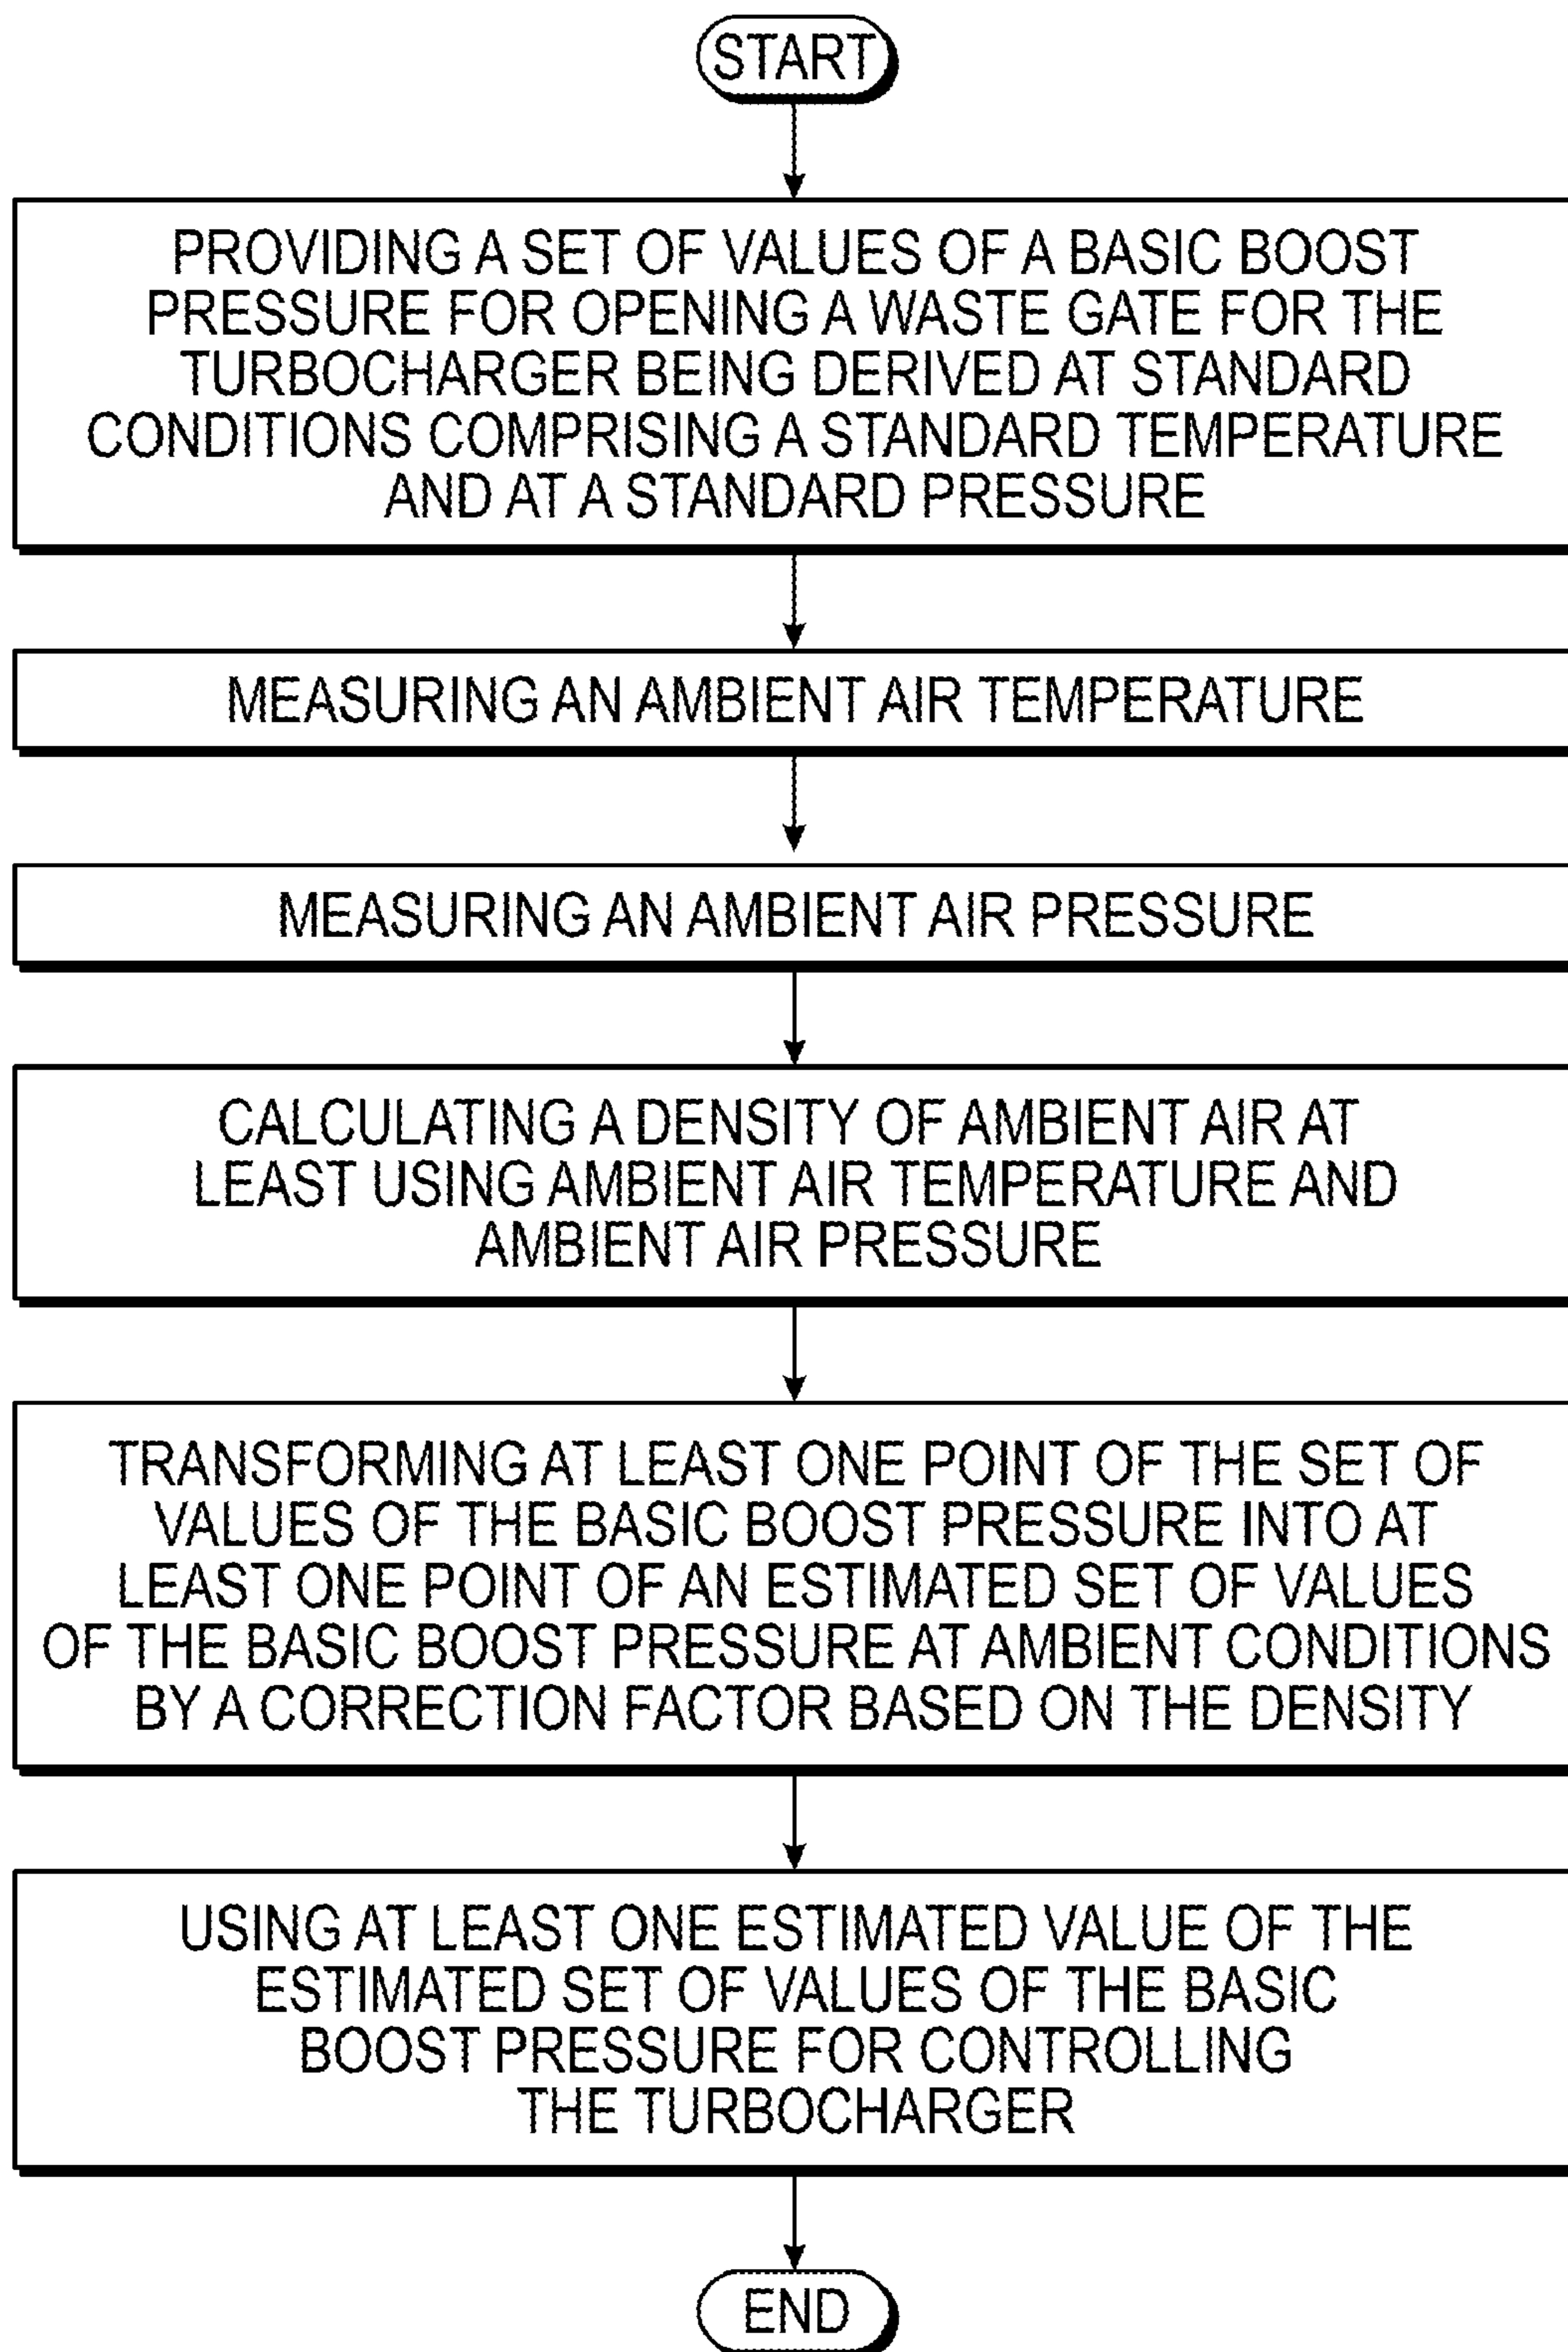 START
PROVIDING A SET OF VALUES OF A BASIC BOOST
PRESSURE FOR OPENING A WASTE GATE FOR THE
TURBOCHARGER BEING DERIVED AT STANDARD
CONDITIONS COMPRISING A STANDARD TEMPERATURE
AND AT A STANDARD PRESSURE
MEASURING AN AMBIENT AIR TEMPERATURE
MEASURING AN AMBIENT AIR PRESSURE
CALCULATING A DENSITY OF AMBIENT AIR AT
LEAST USING AMBIENT AIR TEMPERATURE AND
AMBIENT AIR PRESSURE
TRANSFORMING AT LEAST ONE POINT OF THE SET OF
VALUES OF THE BASIC BOOST PRESSURE INTO AT
LEAST ONE POINT OF AN ESTIMATED SET OF VALUES
OF THE BASIC BOOST PRESSURE AT AMBIENT CONDITIONS
BY A CORRECTION FACTOR BASED ON THE DENSITY
USING AT LEAST ONE ESTIMATED VALUE OF THE
ESTIMATED SET OF VALUES OF THE BASIC
BOOST PRESSURE FOR CONTROLLING
THE TURBOCHARGER
END